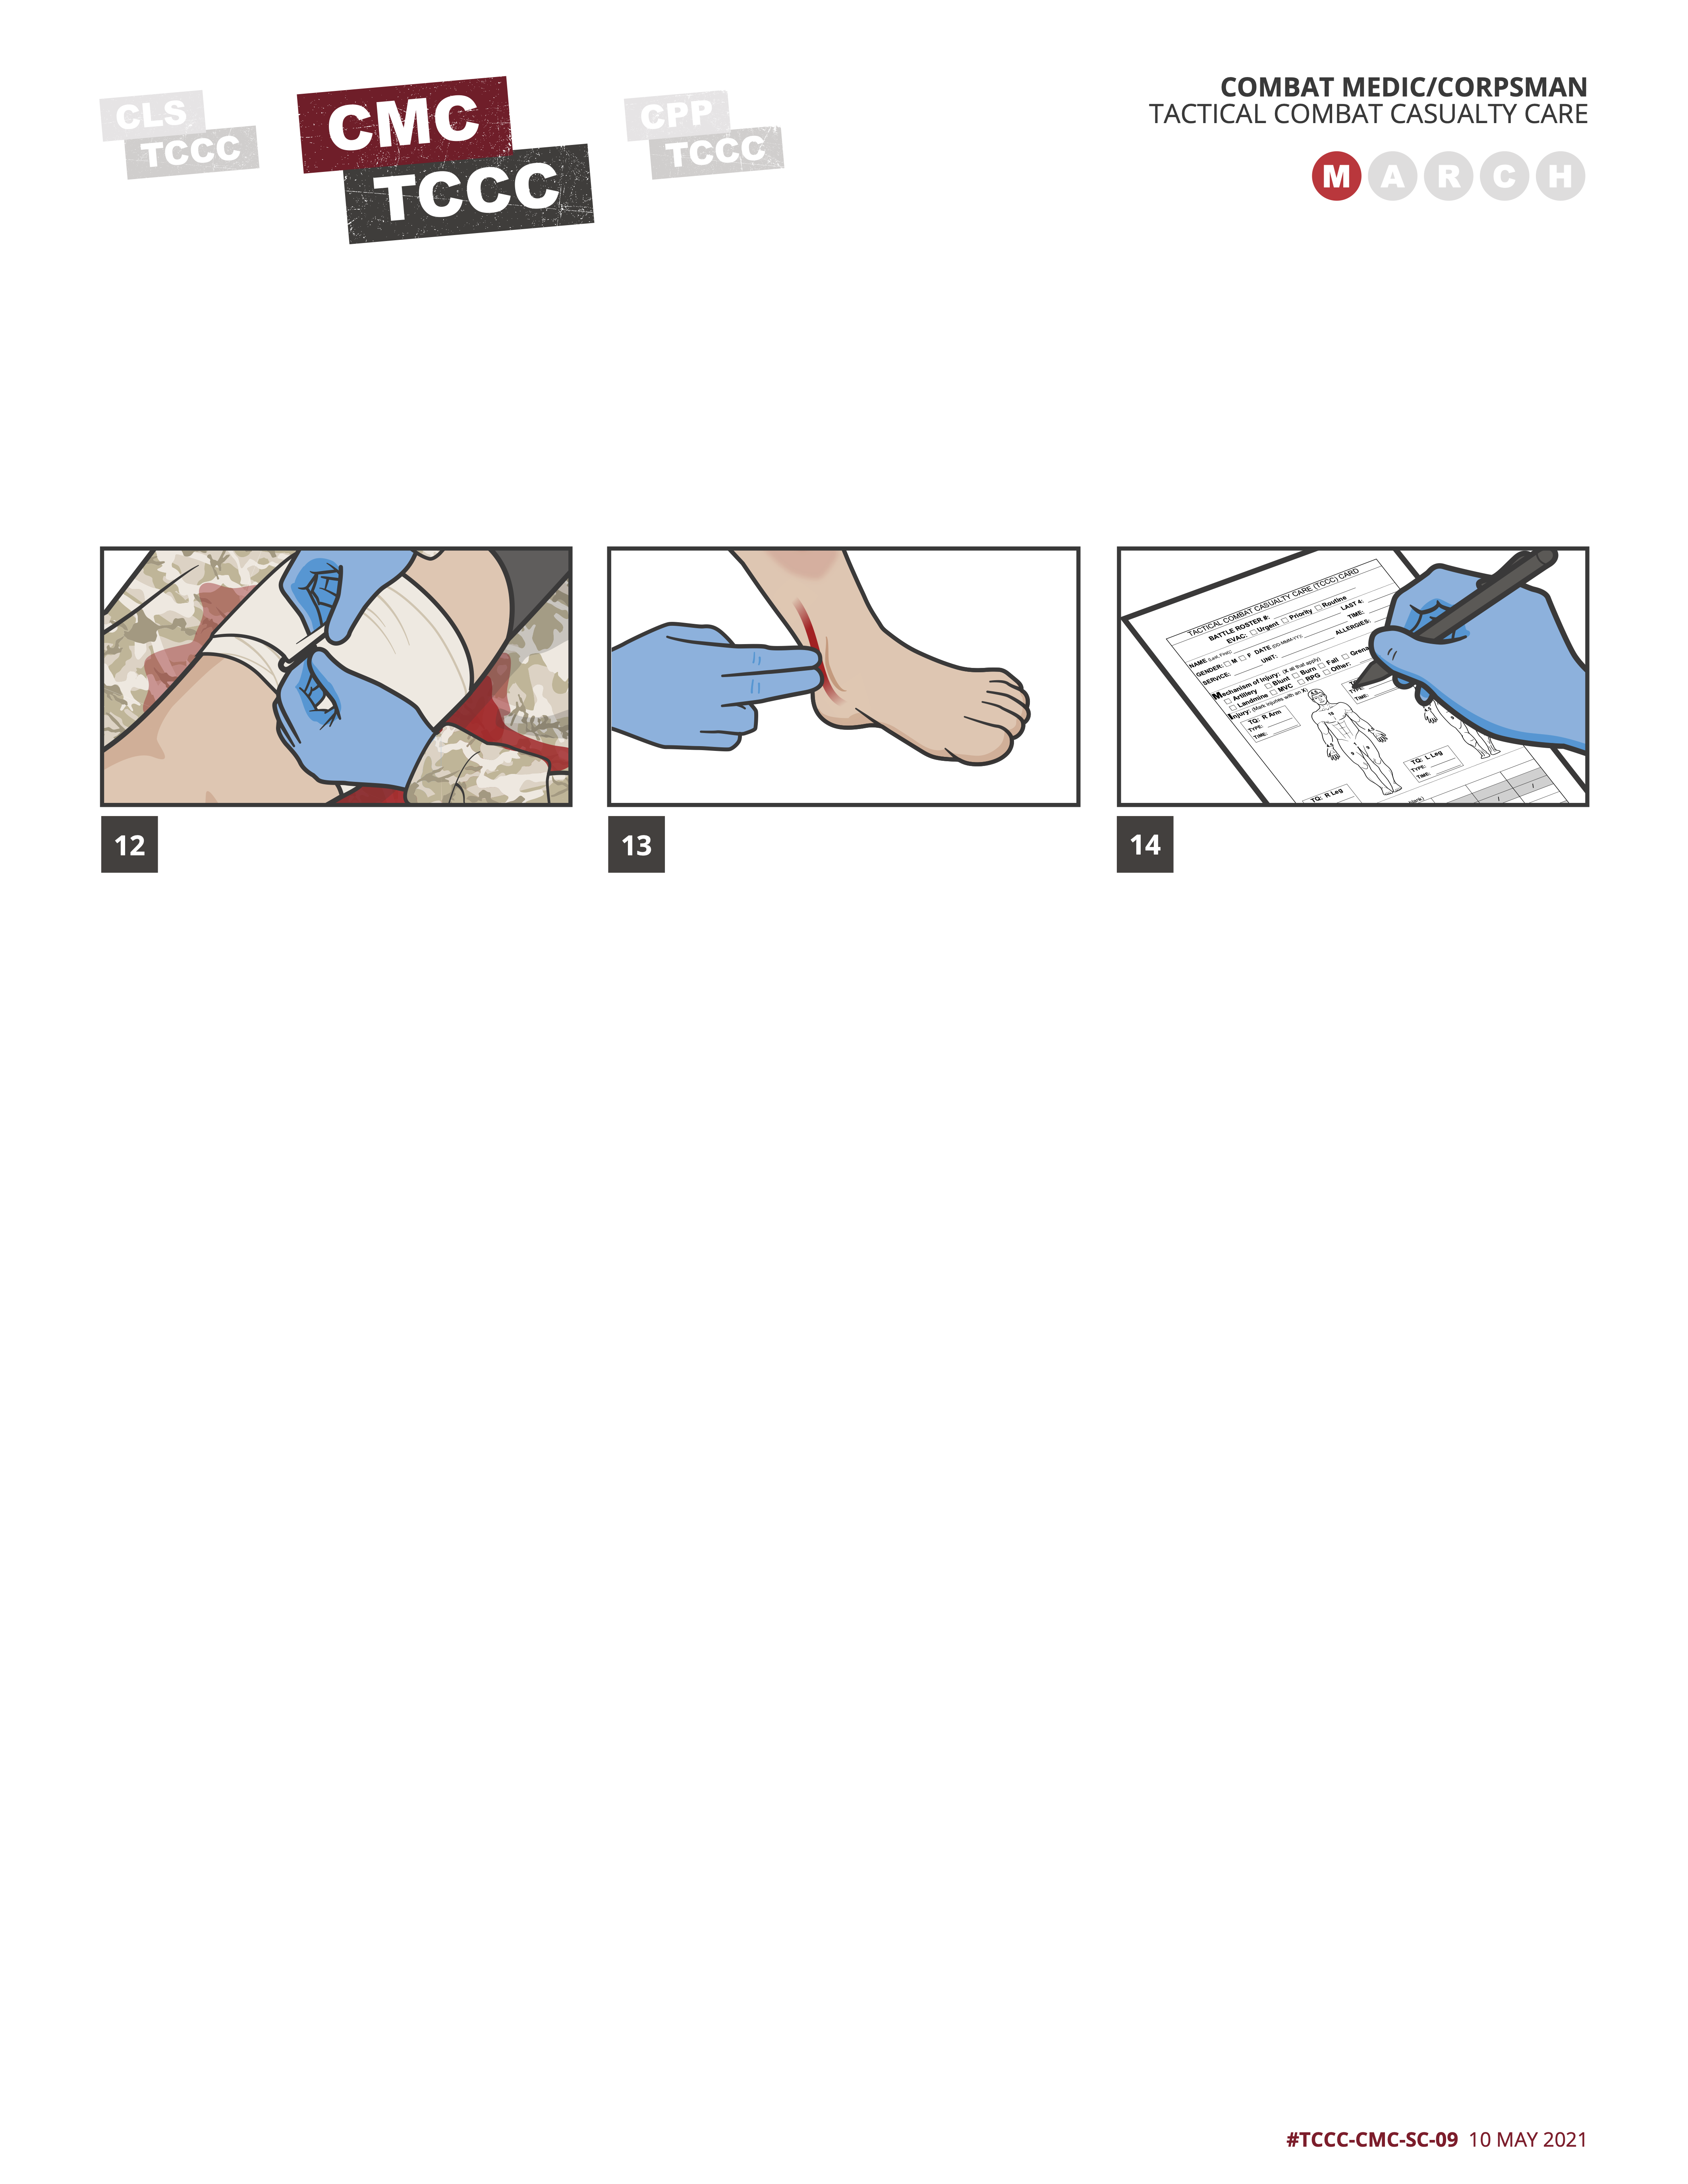 CLS
TCCC
CMC
TCCC
CPP
TCCC
COMBAT MEDIC/CORPSMAN
TACTICAL COMBAT CASUALTY CARE
M A R C H
TACTICAL COMBAT CASUALTY CARE (TCCC) CARD
BATTLE ROSTER #:
EVAC: Urgent Priority Routine
NAME (Last, First): LAST 4:
GENDER: M F DATE (DD-MMM-YY): TIME:
SERVICE: UNIT: ALLERGIES:
Mechanism of Injury: (X all that apply)
Artillery Blunt Burn Fall
Landmine MVC RPG Other:
Injury: (Mark injuries with an X)
TQ: R Arm
TYPE:
TIME:
TYPE:
TIME:
TQ: L Leg
TYPE:
TIME:
TQ: R Leg
12
13
14
#TCCC-CMC-SC-09 10 MAY 2021